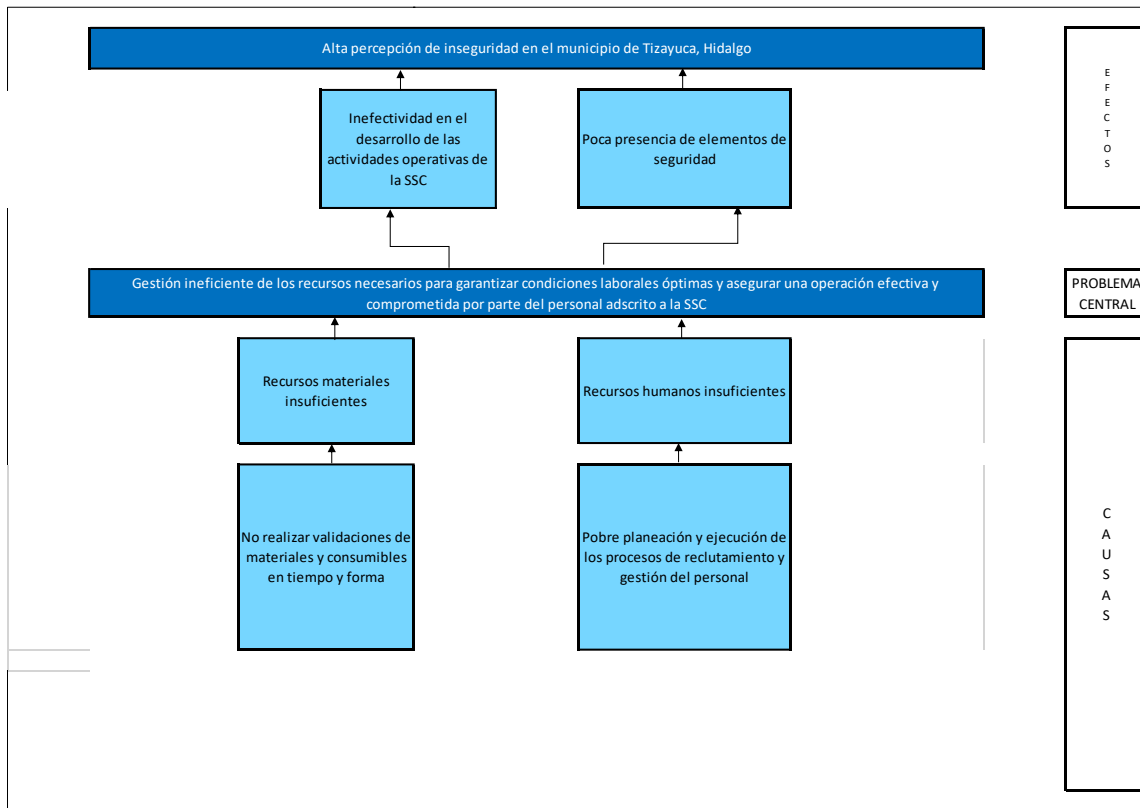 Alta percepción de inseguridad en el municipio de Tizayuca, Hidalgo
Inefectividad en el
desarrollo de las
actividades operativas de
la SSC
Poca presencia de elementos de
seguridad
E
F
E
C
T
O
S
Gestión ineficiente de los recursos necesarios para garantizar condiciones laborales óptimas y asegurar una operación efectiva y
comprometida por parte del personal adscrito a la SSC
PROBLEMA
CENTRAL
Recursos materiales
insuficientes
Recursos humanos insuficientes
No realizar validaciones de
materiales y consumibles
en tiempo y forma
Pobre planeación y ejecución de
los procesos de reclutamiento y
gestión del personal
C
A
U
S
A
S